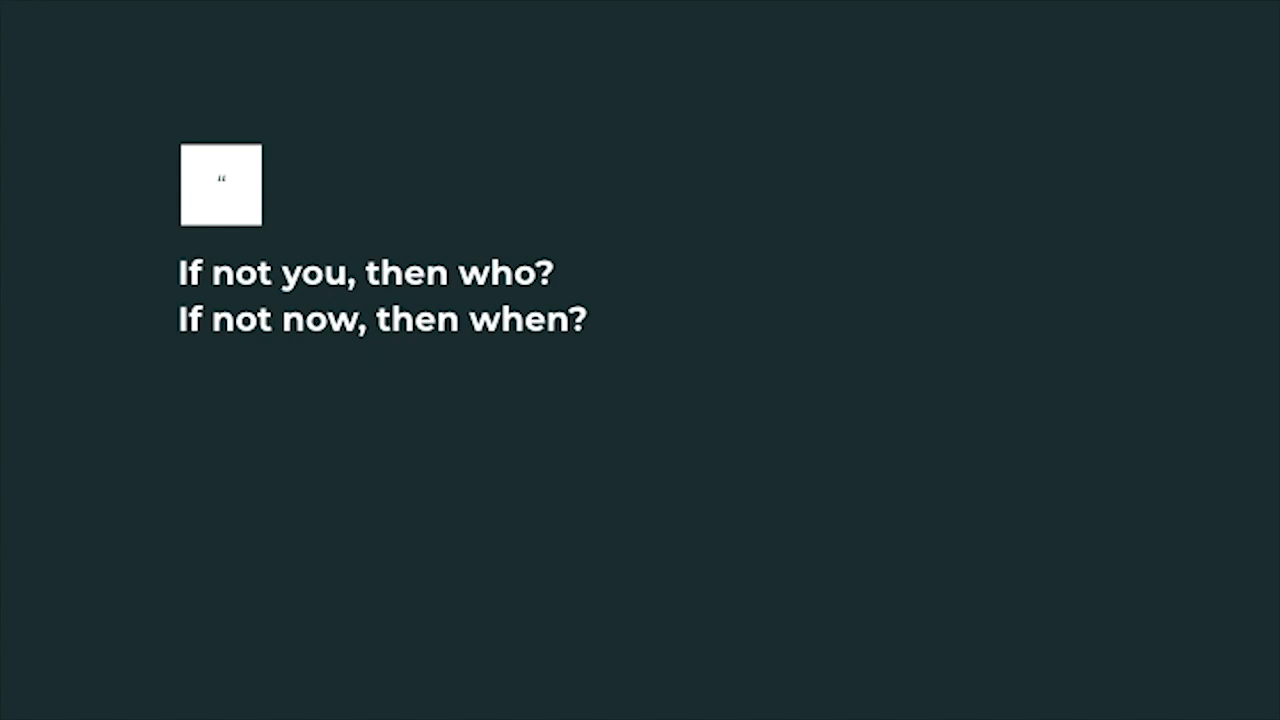 “
If not you, then who?
If not now, then when?